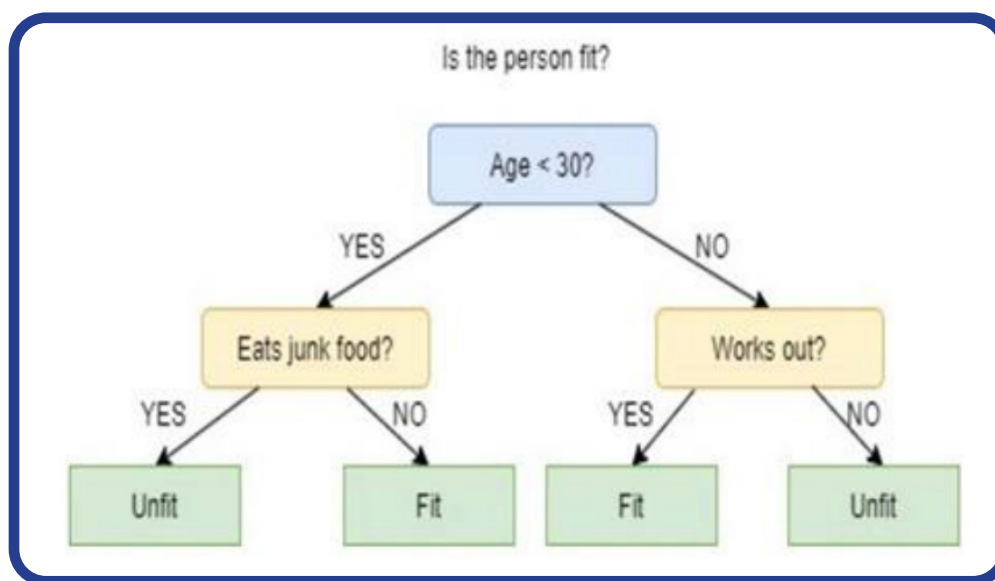 Is the person fit?
Age < 30?
YES
NO
Eats junk food?
Works out?
YES
NO
YES
NO
Unfit
Fit
Fit
Unfit